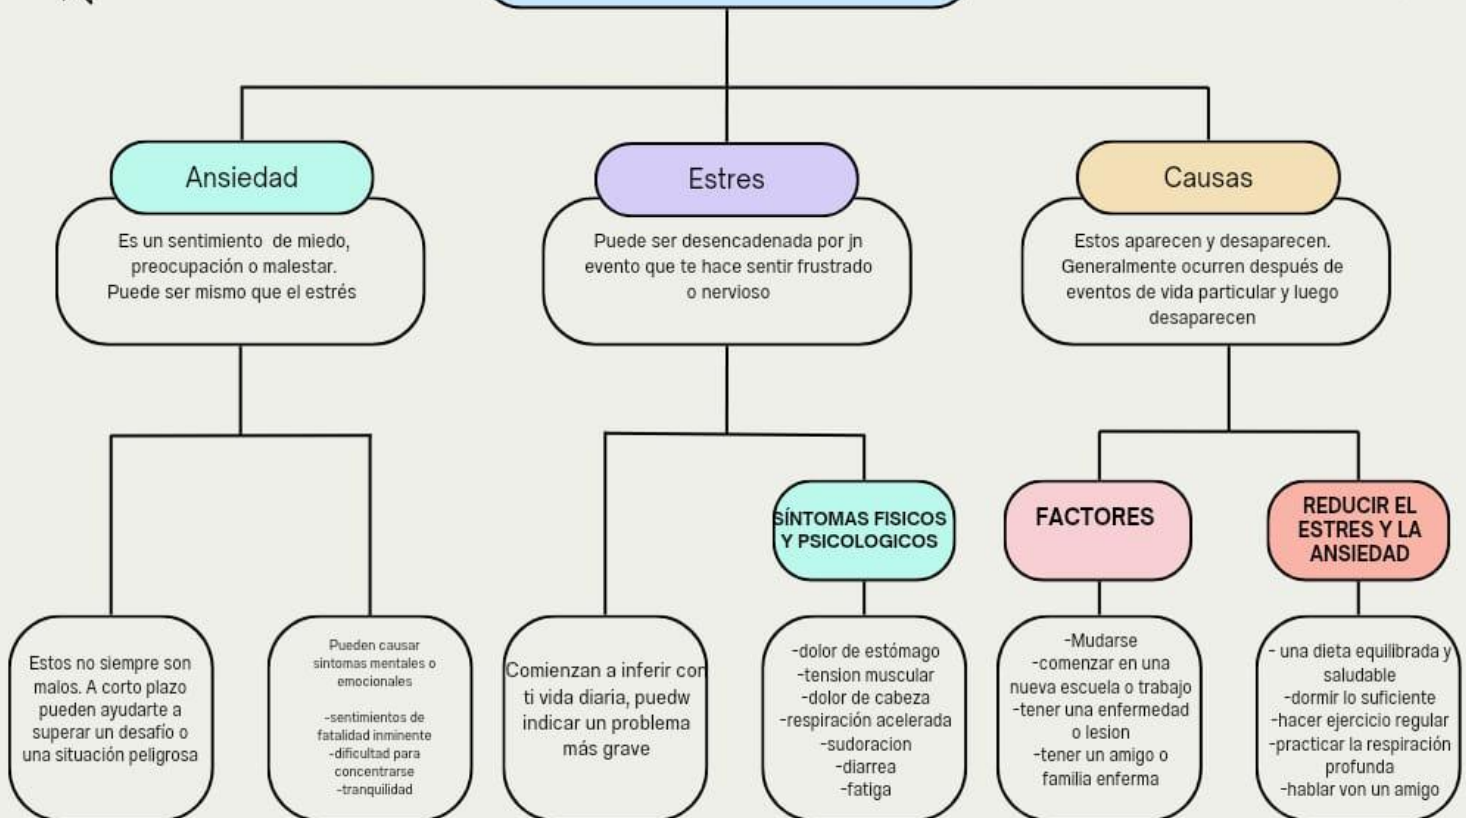 Ansiedad
Es un sentimiento de miedo,
preocupación o malestar.
Puede ser mismo que el estrés
Estres
Puede ser desencadenada por jn
evento que te hace sentir frustrado
o nervioso
Causas
Estos aparecen y desaparecen.
Generalmente ocurren después de
eventos de vida particular y luego
desaparecen
Estos no siempre son
malos. A corto plazo
pueden ayudarte a
superar un desafío o
una situación peligrosa
Pueden causar
sintomas mentales o
emocionales
-sentimientos de
fatalidad inminente
-dificultad para
concentrarse
-tranquilidad
Comienzan a inferir con
ti vida diaria, puedw
indicar un problema
más grave
SÍNTOMAS FISICOS
Y PSICOLOGICOS
-dolor de estómago
-tension muscular
-dolor de cabeza
-respiración acelerada
-sudoracion
-diarrea
-fatiga
FACTORES
-Mudarse
-comenzar en una
nueva escuela o trabajo
-tener una enfermedad
o lesion
-tener un amigo o
familia enferma
REDUCIR EL
ESTRES Y LA
ANSIEDAD
- una dieta equilibrada y
saludable
-dormir lo suficiente
-hacer ejercicio regular
-practicar la respiración
profunda
-hablar von un amigo